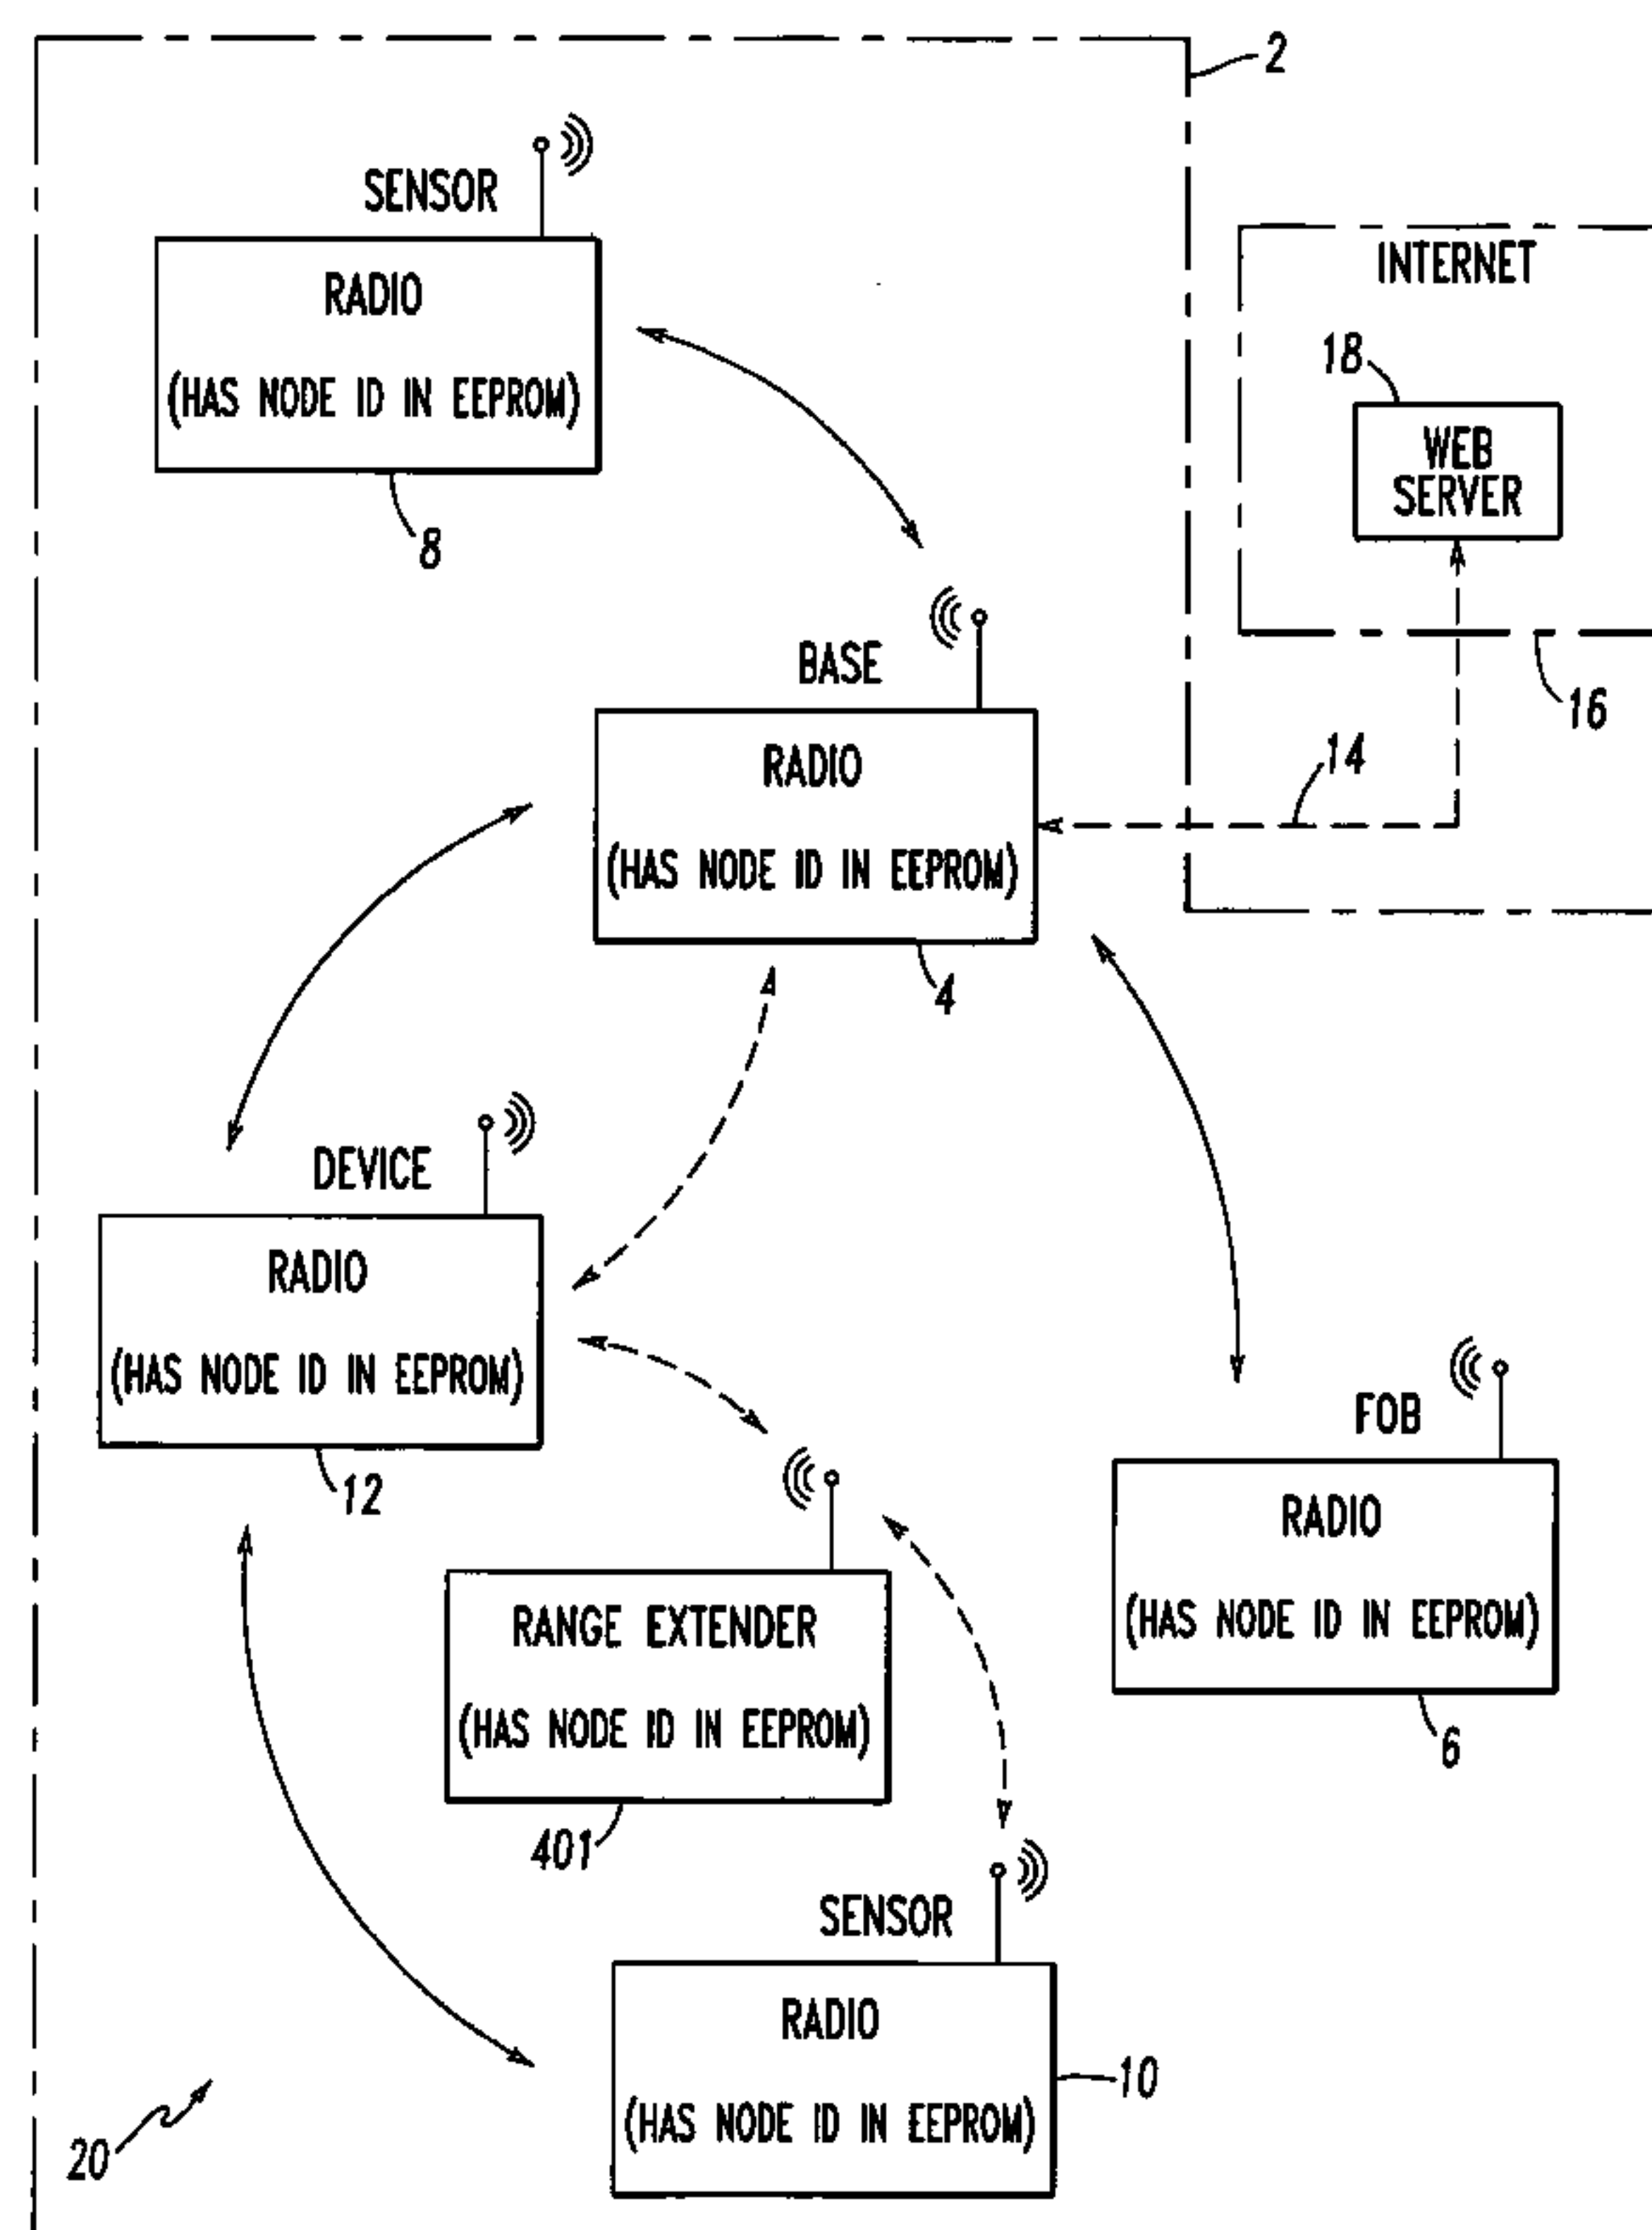 2
SENSOR
RADIO
(HAS NODE ID IN EEPROM)
8
INTERNET
18
WEB
SERVER
16
14
BASE
RADIO
(HAS NODE ID IN EEPROM)
4
DEVICE
RADIO
(HAS NODE ID IN EEPROM)
12
FOB
RADIO
(HAS NODE ID IN EEPROM)
6
RANGE EXTENDER
(HAS NODE ID IN EEPROM)
401
SENSOR
RADIO
(HAS NODE ID IN EEPROM)
10
20